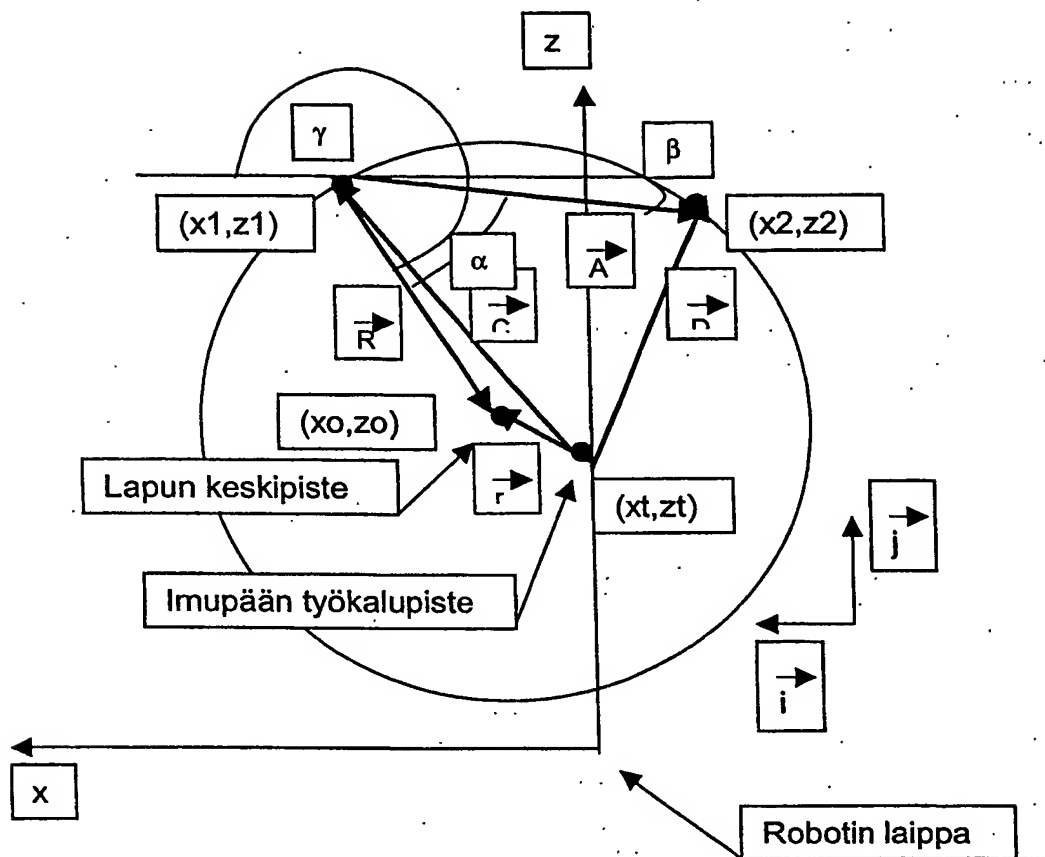 z
γ
β
(x1,z1)
(x2,z2)
α
A
R
(xo,zo)
Lapun keskipiste
r
(xt,zt)
j
Imupään työkalupiste
i
x
Robotin laippa